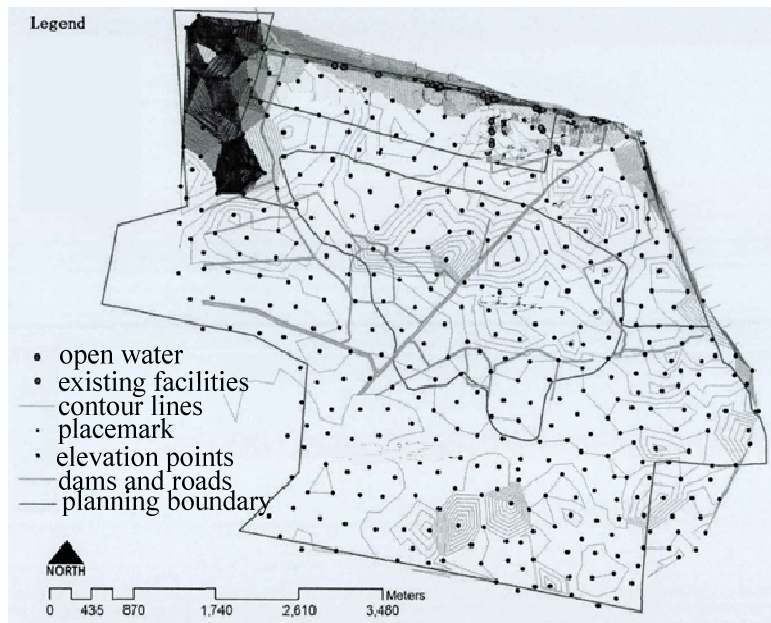 Legend
open water
existing facilities
contour lines
placemark
elevation points
dams and roads
planning boundary
NORTH
Meters
0 435 870 1,740 2,610 3,480